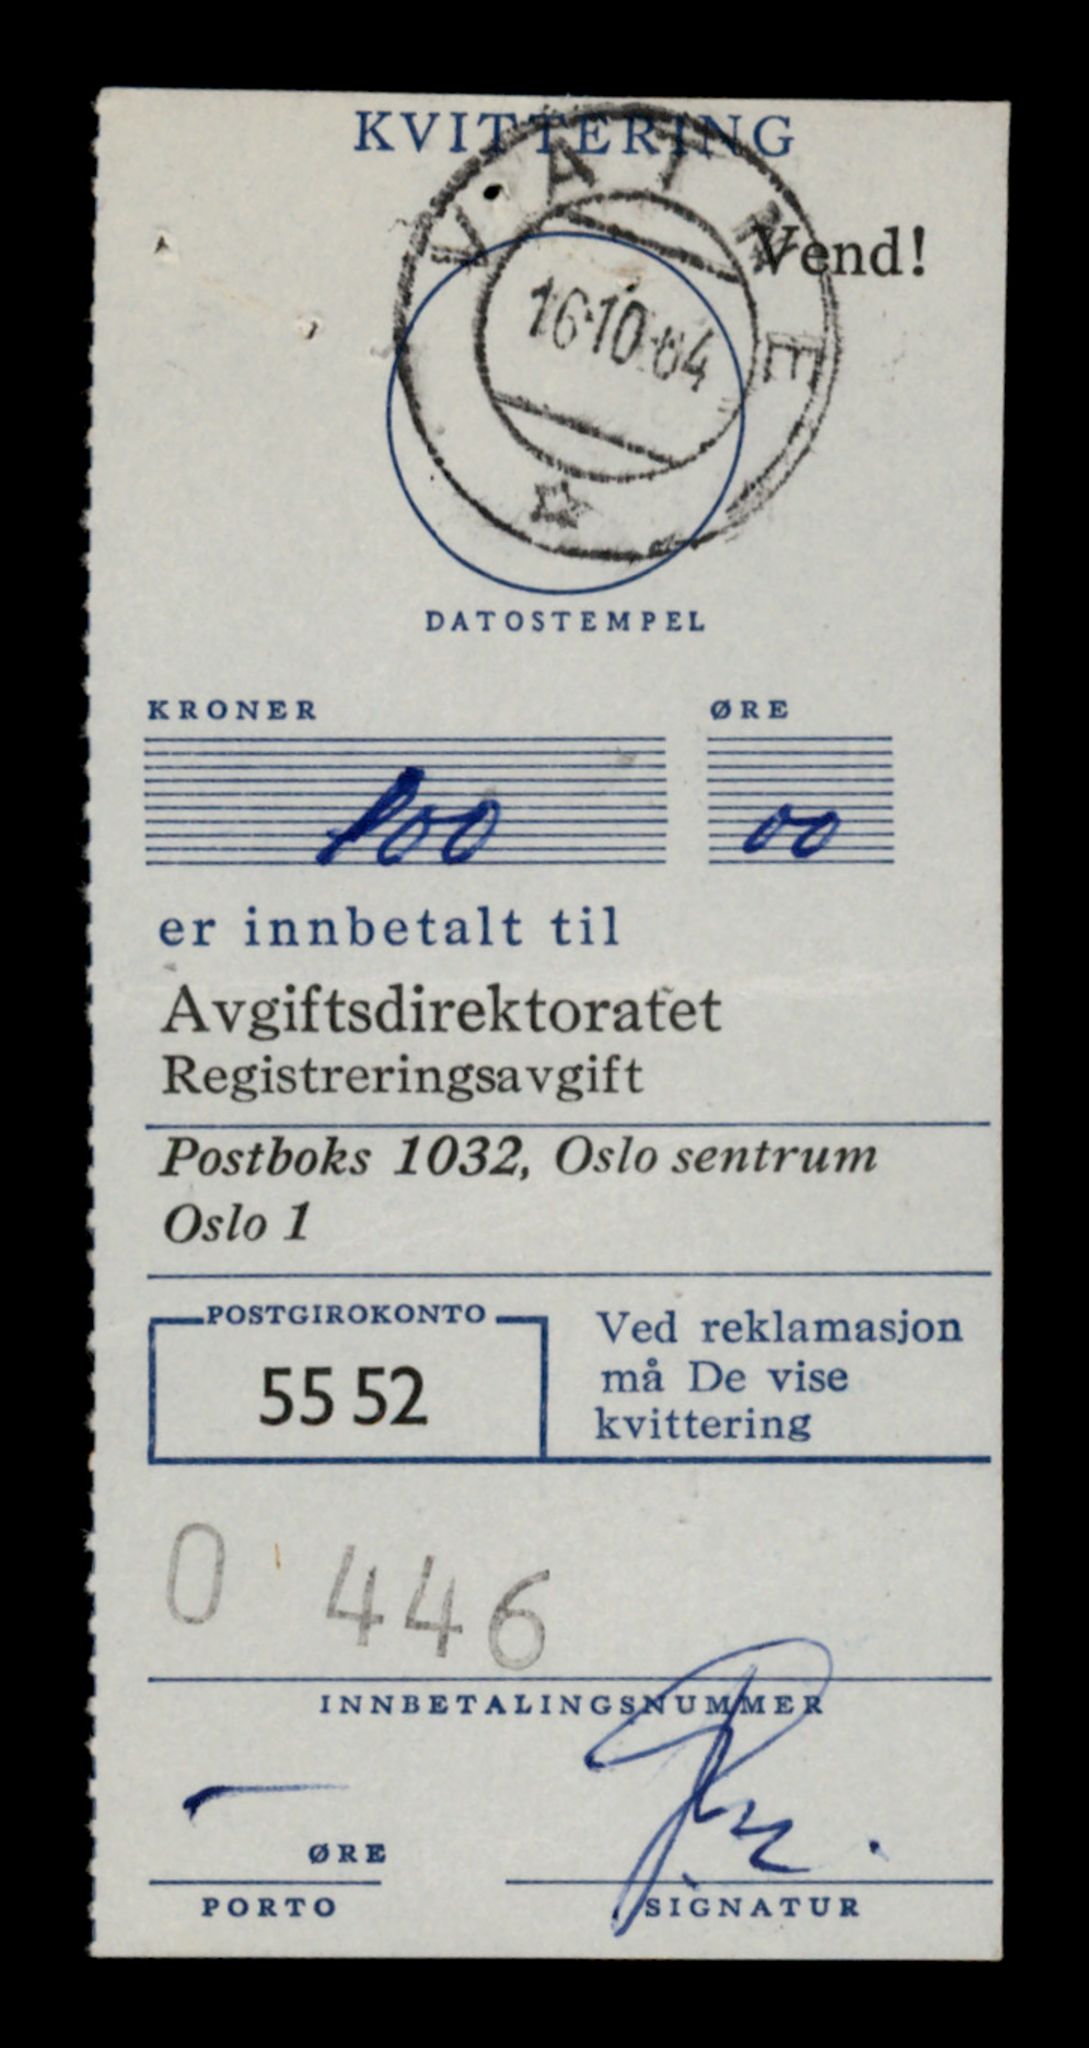 KVITTERING
VATNE
Vend!
16.10.64
DATOSTEMPEL
KRONER ØRE
100 00
er innbetalt til
Avgiftsdirektoratet
Registreringsavgift
Postboks 1032, Oslo sentrum
Oslo 1
POSTGIROKONTO
55 52
Ved reklamasjon
må De vise
kvittering
0 446
INNBETALINGSNUMMER
—
ØRE
PORTO
SIGNATUR